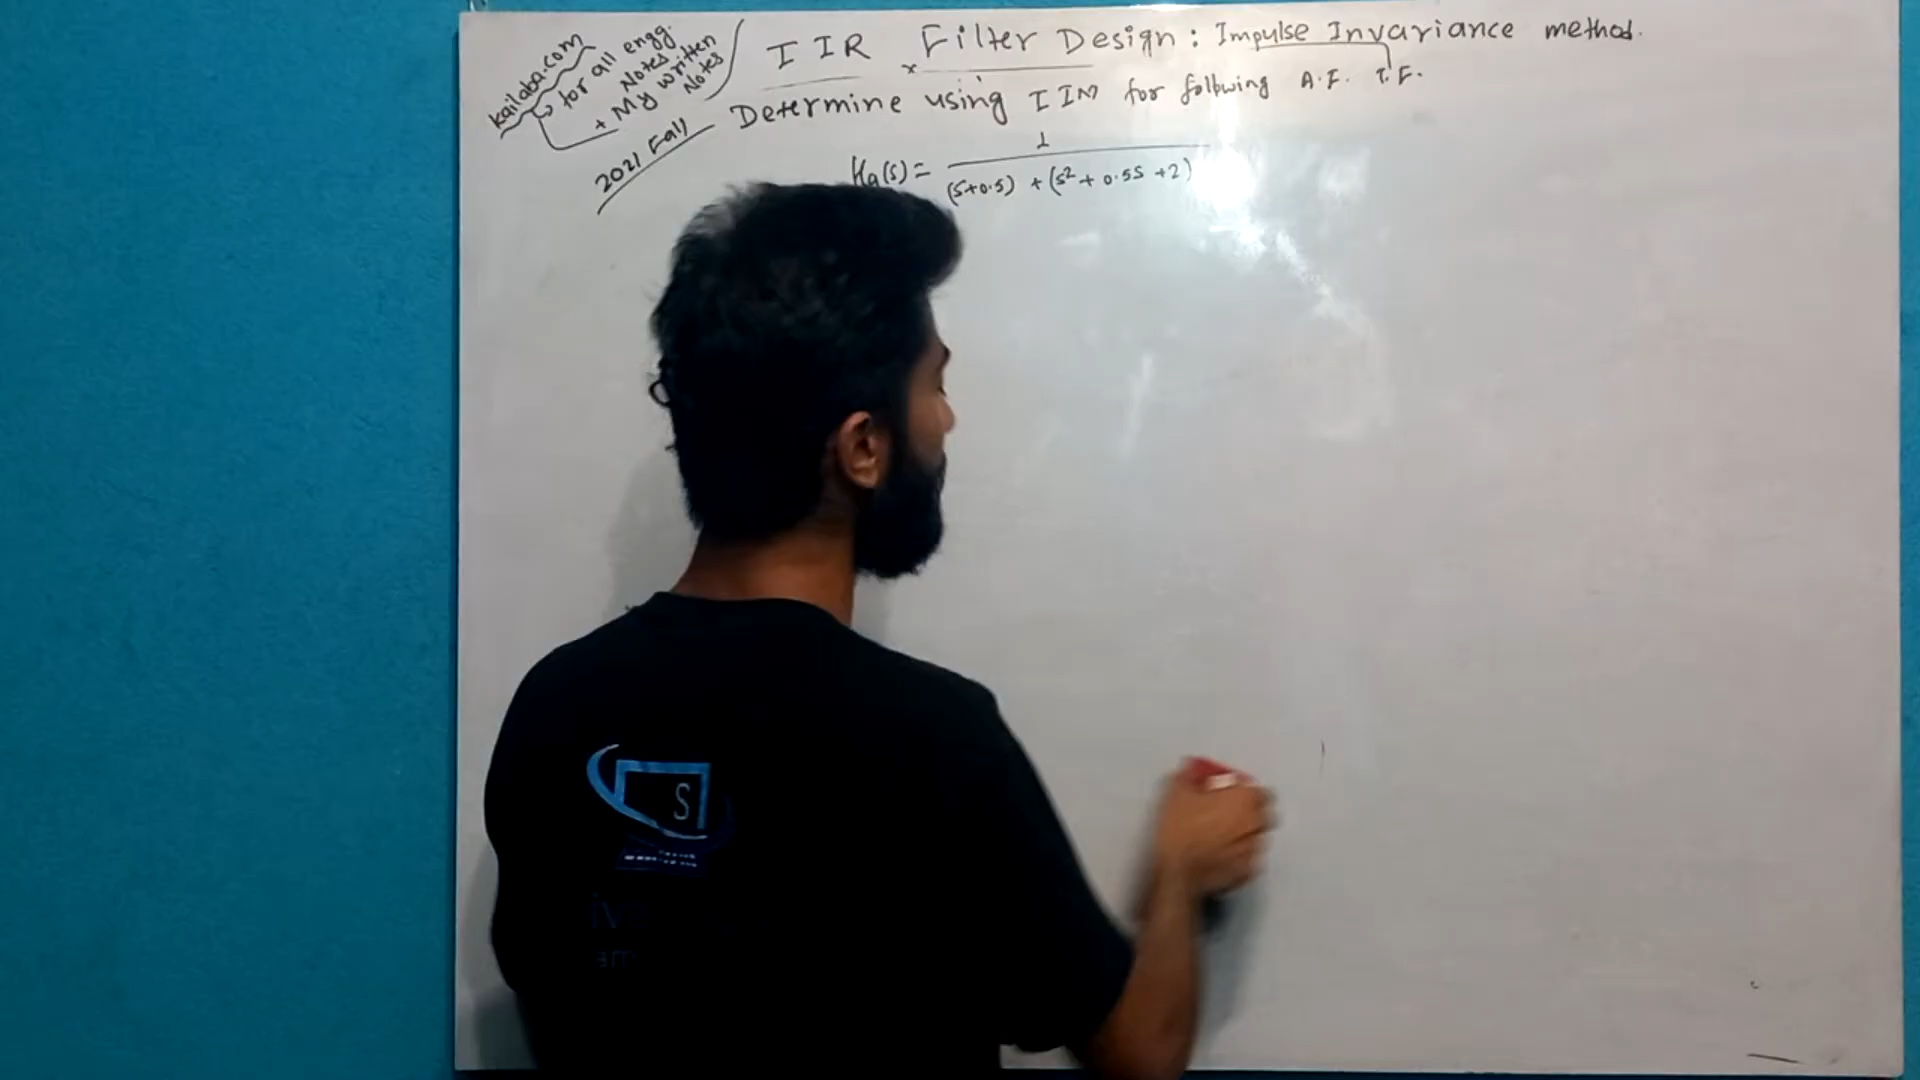 kailaba.com
for all engg.
Notes
+ My written
Notes
2021 Fall
IIR Filter Design : Impulse Invariance method.
Determine using IIM for following A.F. T.F.
Ha(s) = 1
(s+0.5) + (s² + 0.5s + 2)
S